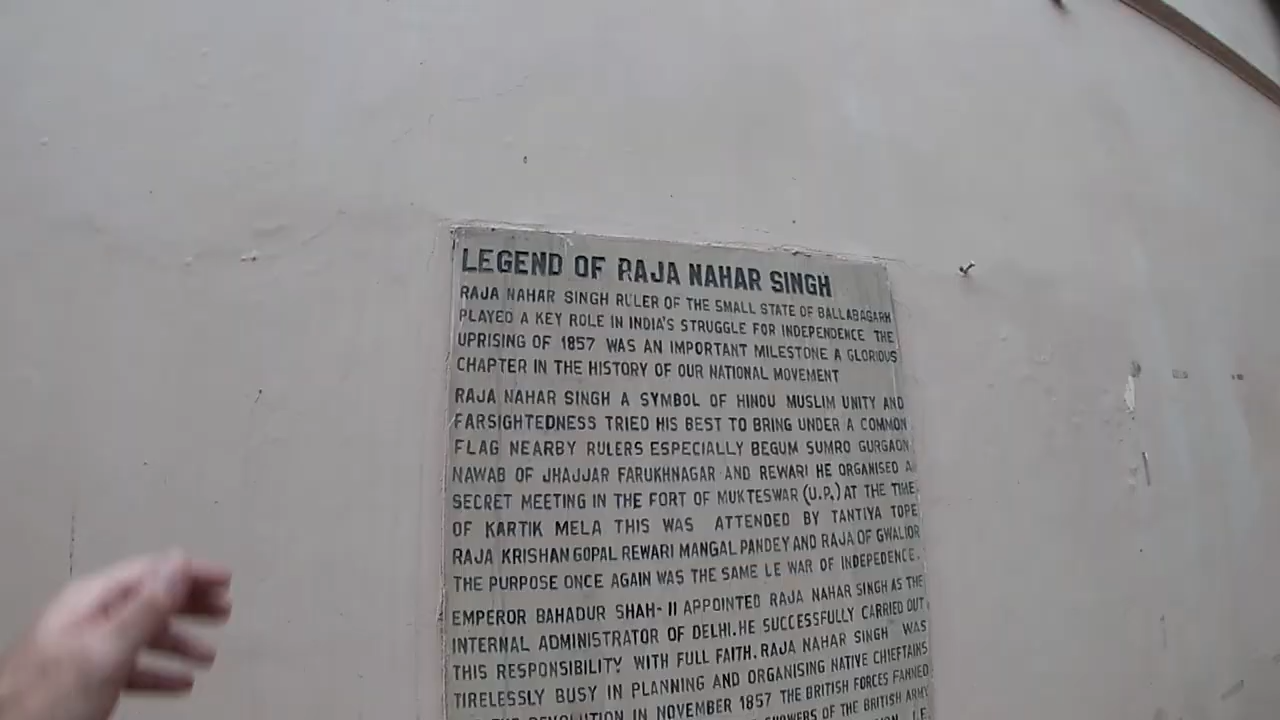 LEGEND OF RAJA NAHAR SINGH
RAJA NAHAR SINGH RULER OF THE SMALL STATE OF BALLABAGARH
PLAYED A KEY ROLE IN INDIA'S STRUGGLE FOR INDEPENDENCE THE
UPRISING OF 1857 WAS AN IMPORTANT MILESTONE A GLORIOUS
CHAPTER IN THE HISTORY OF OUR NATIONAL MOVEMENT
RAJA NAHAR SINGH A SYMBOL OF HINDU MUSLIM UNITY AND
FARSIGHTEDNESS TRIED HIS BEST TO BRING UNDER A COMMON
FLAG NEARBY RULERS ESPECIALLY BEGUM SUMRO GURGAON
NAWAB OF JHAJJAR FARUKHNAGAR AND REWARI HE ORGANISED A
SECRET MEETING IN THE FORT OF MUKTESWAR (U.P.) AT THE TIME
OF KARTIK MELA THIS WAS ATTENDED BY TANTIYA TOPE
RAJA KRISHAN GOPAL REWARI MANGAL PANDEY AND RAJA OF GWALIOR
THE PURPOSE ONCE AGAIN WAS THE SAME I.E WAR OF INDEPEDENCE.
EMPEROR BAHADUR SHAH-II APPOINTED RAJA NAHAR SINGH AS THE
INTERNAL ADMINISTRATOR OF DELHI. HE SUCCESSFULLY CARRIED OUT
THIS RESPONSIBILITY WITH FULL FAITH. RAJA NAHAR SINGH WAS
TIRELESSLY BUSY IN PLANNING AND ORGANISING NATIVE CHIEFTAINS
THE REVOLUTION IN NOVEMBER 1857 THE BRITISH FORCES FAHNED
OF THE BRITISH ARMY
I.E.